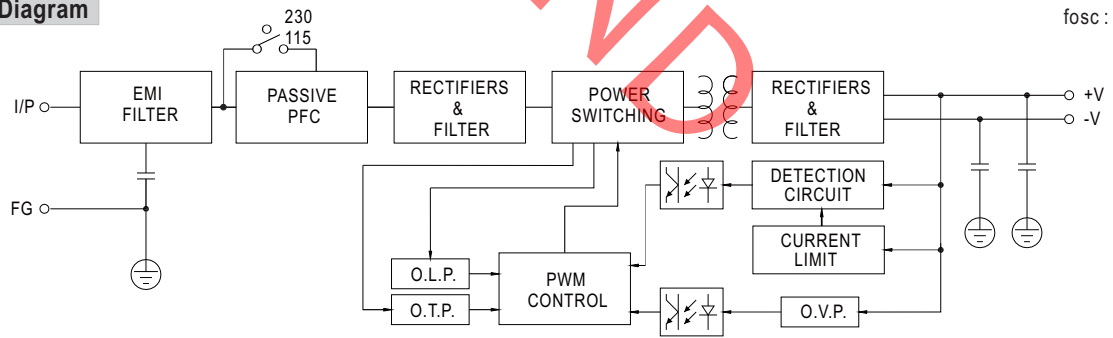 Diagram
fosc :
230
115
I/P
EMI
FILTER
PASSIVE
PFC
RECTIFIERS
&
FILTER
POWER
SWITCHING
RECTIFIERS
&
FILTER
+V
-V
FG
DETECTION
CIRCUIT
CURRENT
LIMIT
O.L.P.
O.T.P.
PWM
CONTROL
O.V.P.
ND